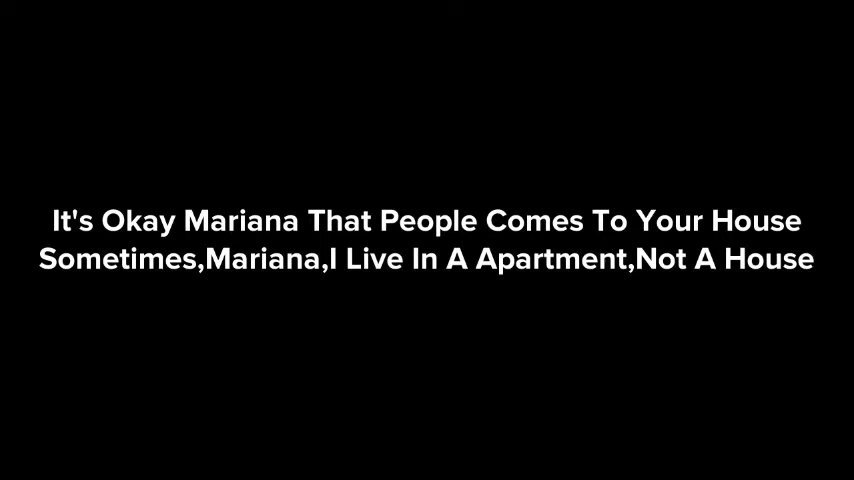 It's Okay Mariana That People Comes To Your House
Sometimes,Mariana,I Live In A Apartment,Not A House